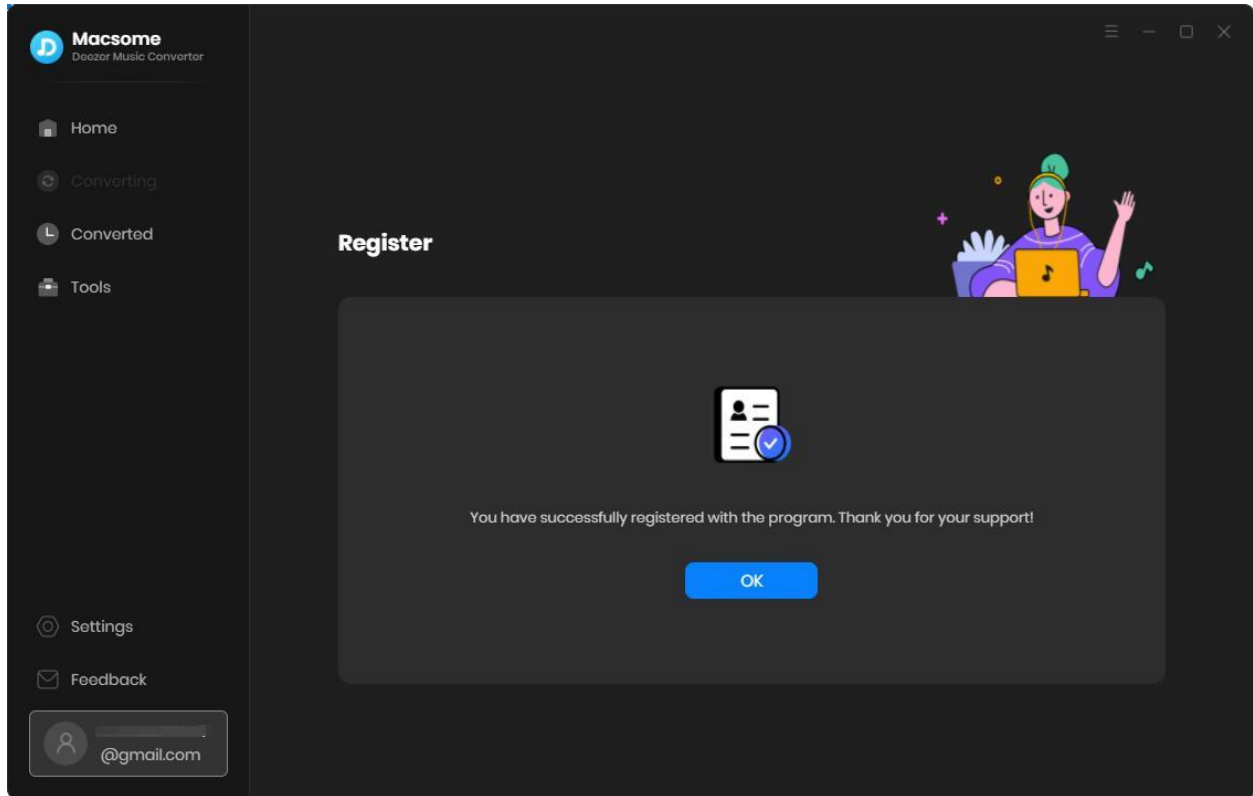 Macsome
Deezer Music Converter
Home
Converting
Converted
Tools
Register
You have successfully registered with the program. Thank you for your support!
OK
Settings
Feedback
@gmail.com